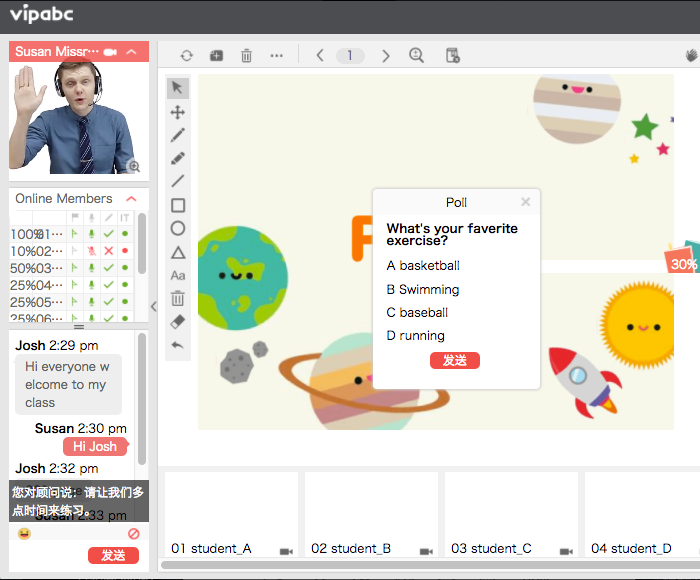 vipabc
Susan Missr···
1
Online Members
IT
100%01···
10%02···
50%03···
25%04···
25%05···
25%06···
Aa
Poll
What's your faverite
exercise?
A basketball
B Swimming
C baseball
D running
发送
30%
Josh 2:29 pm
Hi everyone w
elcome to my
class
Susan 2:30 pm
Hi Josh
Josh 2:32 pm
您对顾问说：请让我们多
点时间来练习。
Susan 2:33 pm
发送
01 student_A
02 student_B
03 student_C
04 student_D